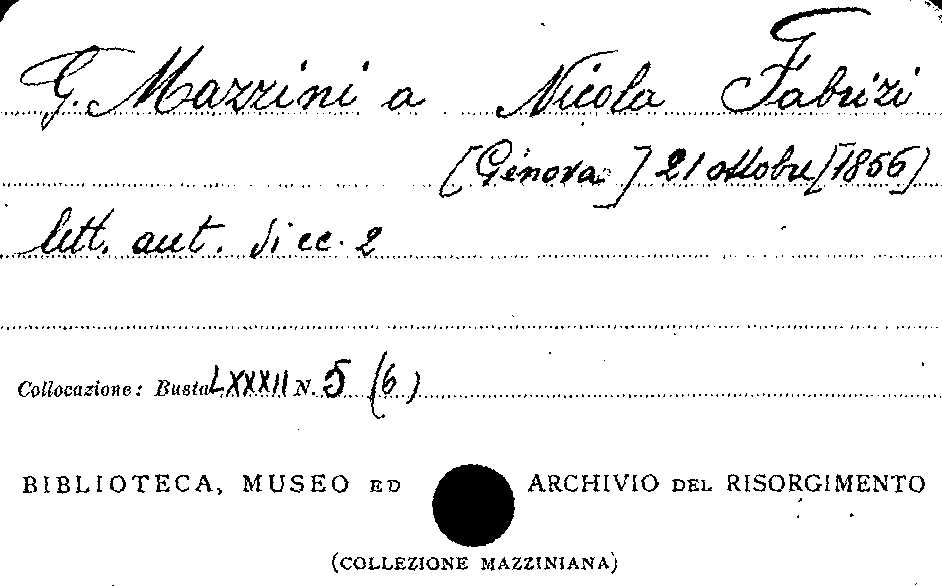 G. Mazzini a Nicola Fabrizi
[Genova] 21 ottobre [1856]
lett. aut. di cc. 2
Collocazione: Busta LXXXII N. 5 (6)
BIBLIOTECA, MUSEO ED ARCHIVIO DEL RISORGIMENTO
(COLLEZIONE MAZZINIANA)